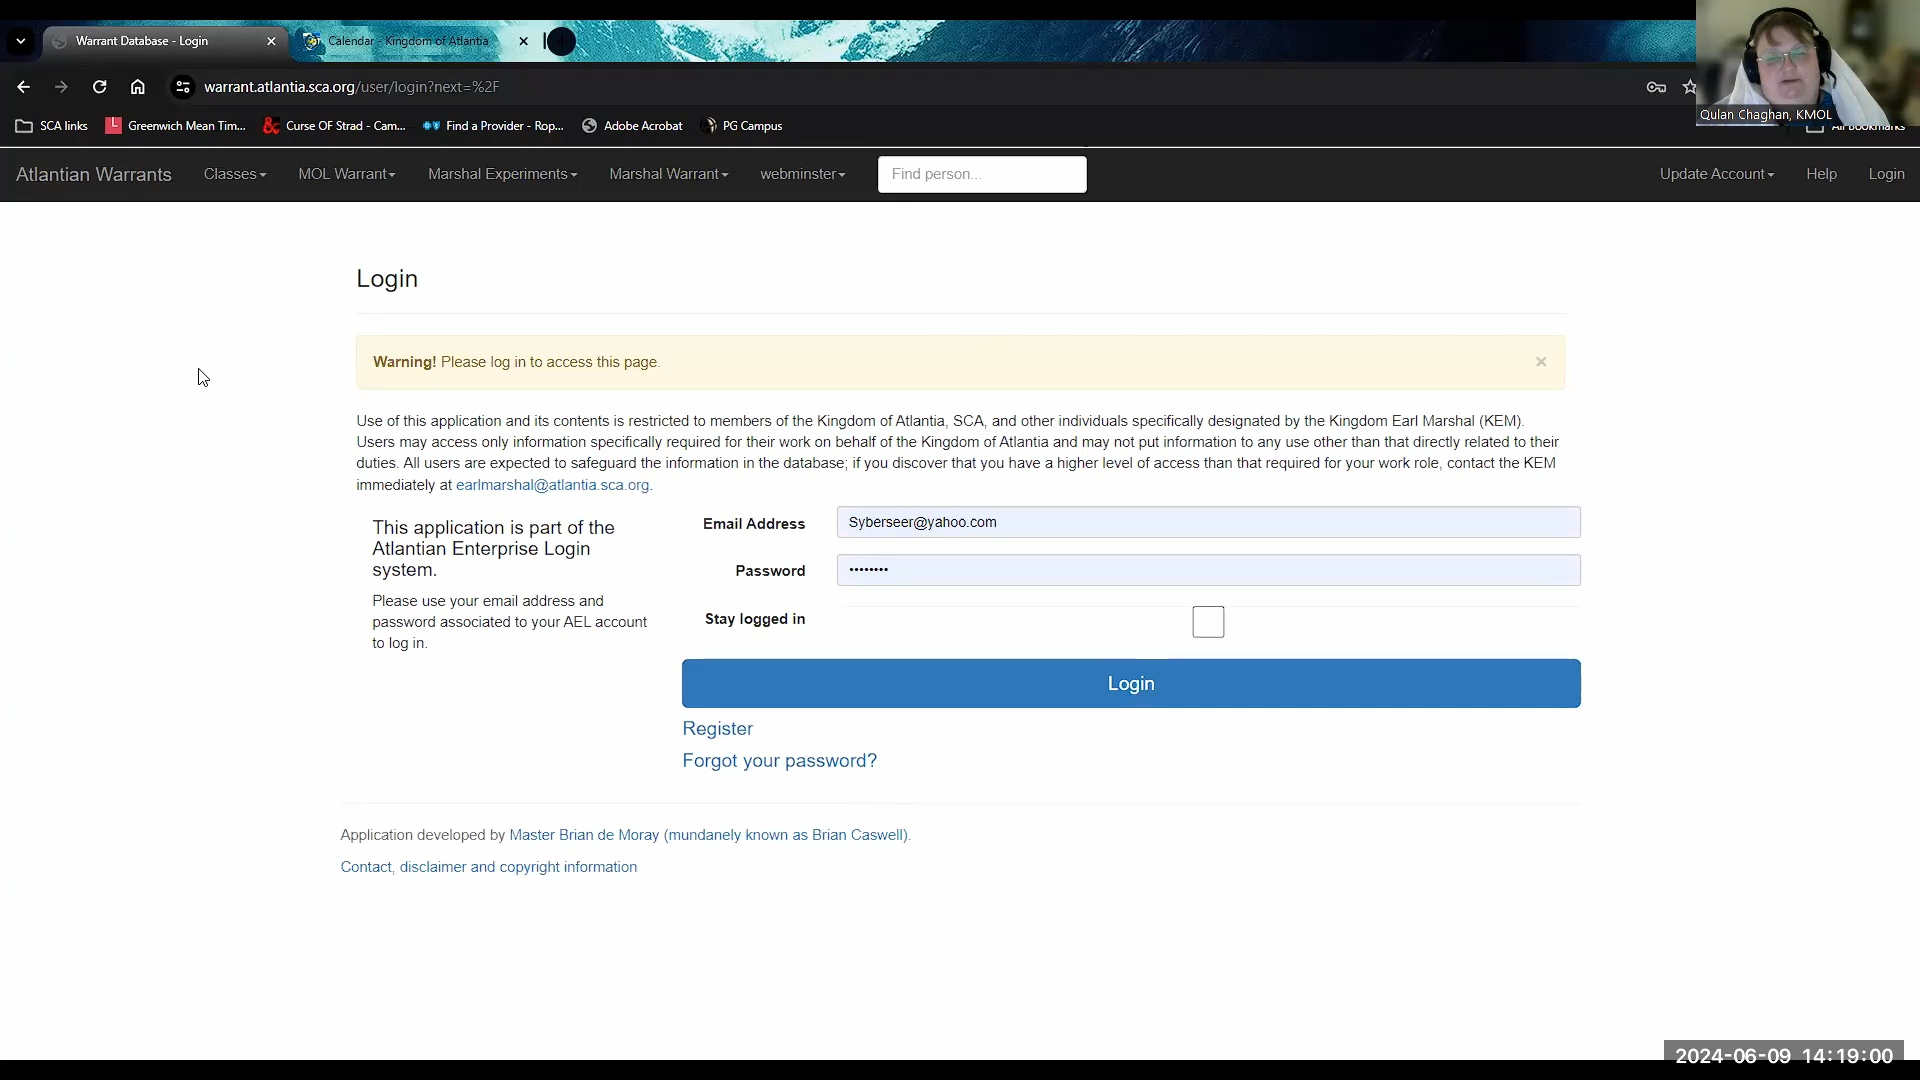 Warrant Database - Login
Calendar - Kingdom of Atlantia
warrant.atlantia.sca.org/user/login?next=%2F
Qulan Chaghan, KMOL
SCA links
Greenwich Mean Tim...
Curse OF Strad - Cam...
Find a Provider - Rop...
Adobe Acrobat
PG Campus
All Bookmarks
Atlantian Warrants
Classes
MOL Warrant
Marshal Experiments
Marshal Warrant
webminster
Find person...
Update Account
Help
Login
Login
Warning! Please log in to access this page.
Use of this application and its contents is restricted to members of the Kingdom of Atlantia, SCA, and other individuals specifically designated by the Kingdom Earl Marshal (KEM).
Users may access only information specifically required for their work on behalf of the Kingdom of Atlantia and may not put information to any use other than that directly related to their
duties. All users are expected to safeguard the information in the database; if you discover that you have a higher level of access than that required for your work role, contact the KEM
immediately at earlmarshal@atlantia.sca.org.
This application is part of the
Atlantian Enterprise Login
system.
Please use your email address and
password associated to your AEL account
to log in.
Email Address
Syberseer@yahoo.com
Password
••••••••
Stay logged in
Login
Register
Forgot your password?
Application developed by Master Brian de Moray (mundanely known as Brian Caswell).
Contact, disclaimer and copyright information
2024-06-09 14:19:00